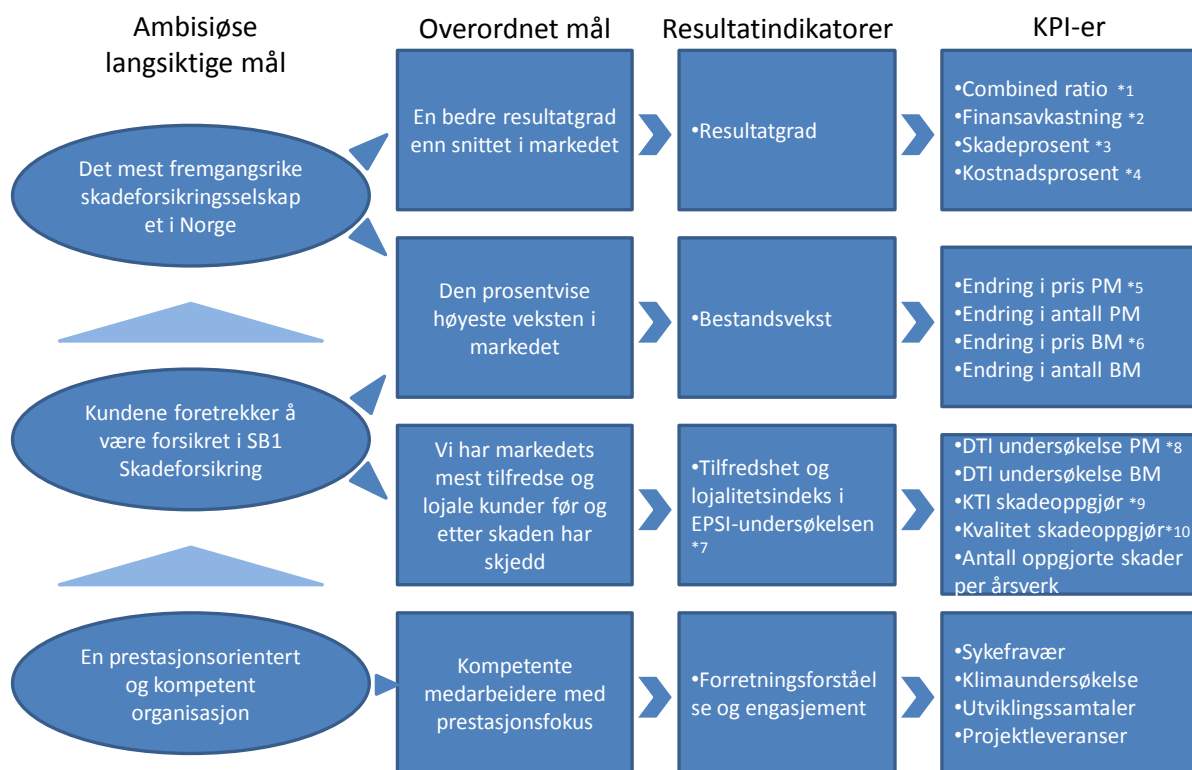 Ambisiøse
langsiktige mål
Overordnet mål
Resultatindikatorer
KPI-er
Det mest fremgangsrike
skadeforsikringsselskap
et i Norge
En bedre resultatgrad
enn snittet i markedet
•Resultatgrad
•Combined ratio *1
•Finansavkastning *2
•Skadeprosent *3
•Kostnadsprosent *4
Den prosentvise
høyeste veksten i
markedet
•Bestandsvekst
•Endring i pris PM *5
•Endring i antall PM
•Endring i pris BM *6
•Endring i antall BM
Kundene foretrekker å
være forsikret i SB1
Skadeforsikring
Vi har markedets
mest tilfredse og
lojale kunder før og
etter skaden har
skjedd
•Tilfredshet og
lojalitetsindeks i
EPSI-undersøkelsen
*7
•DTI undersøkelse PM *8
•DTI undersøkelse BM
•KTI skadeoppgjør *9
•Kvalitet skadeoppgjør*10
•Antall oppgjorte skader
per årsverk
En prestasjonsorientert
og kompetent
organisasjon
Kompetente
medarbeidere med
prestasjonsfokus
•Forretningsforståel
se og engasjement
•Sykefravær
•Klimaundersøkelse
•Utviklingssamtaler
•Projektleveranser